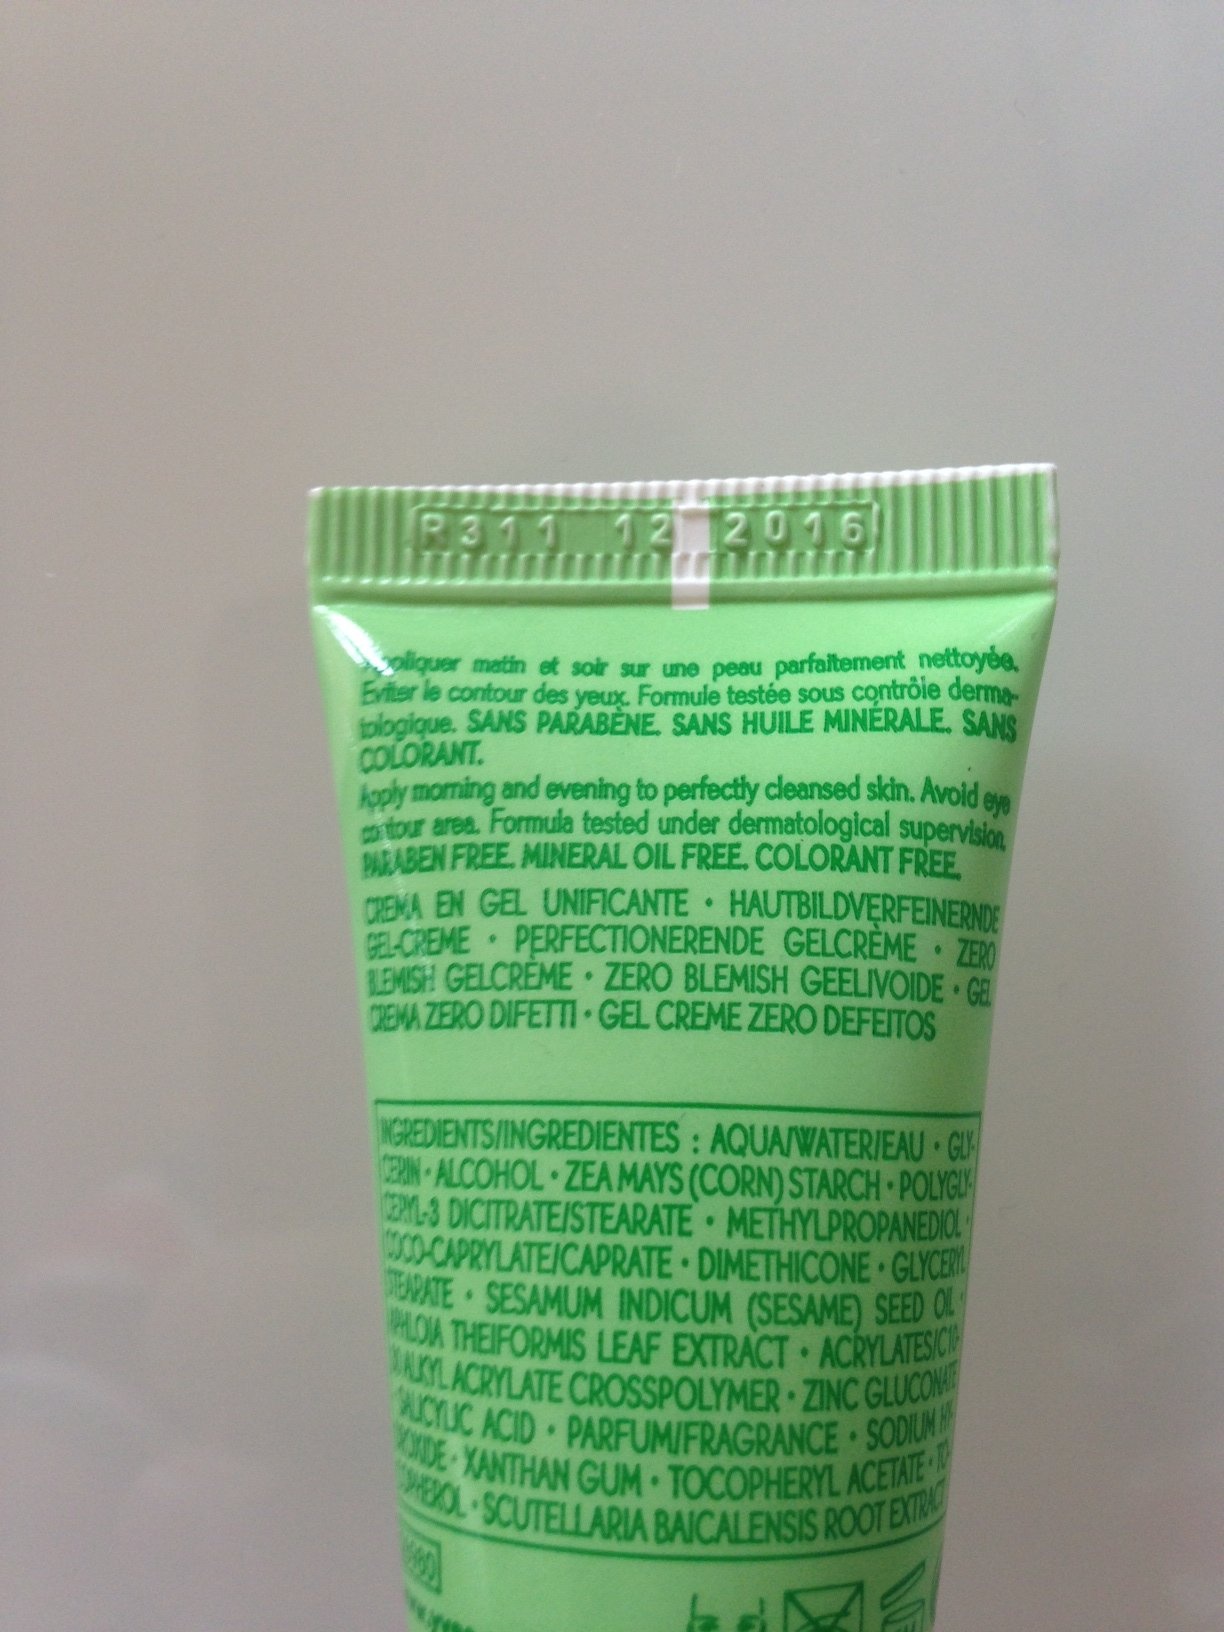 R311 12 2016
Appliquer matin et soir sur une peau parfaitement nettoyée.
Eviter le contour des yeux. Formule testée sous contrôle derma-
tologique. SANS PARABÈNE. SANS HUILE MINÉRALE. SANS
COLORANT.
Apply morning and evening to perfectly cleansed skin. Avoid eye
contour area. Formula tested under dermatological supervision.
PARABEN FREE. MINERAL OIL FREE. COLORANT FREE.
CREMA EN GEL UNIFICANTE • HAUTBILDVERFEINERNDE
GEL-CREME • PERFECTIONERENDE GELCRÈME • ZERO
BLEMISH GELCRÈME • ZERO BLEMISH GEELIVOIDE • GEL
CREMA ZERO DIFETTI • GEL CREME ZERO DEFEITOS
INGREDIENTS/INGREDIENTES : AQUA/WATER/EAU • GLY-
CERIN • ALCOHOL • ZEA MAYS (CORN) STARCH • POLYGLY-
CERYL-3 DICITRATE/STEARATE • METHYLPROPANEDIOL •
COCO-CAPRYLATE/CAPRATE • DIMETHICONE • GLYCERYL
STEARATE • SESAMUM INDICUM (SESAME) SEED OIL •
APHLOIA THEIFORMIS LEAF EXTRACT • ACRYLATES/C10-
30 ALKYL ACRYLATE CROSSPOLYMER • ZINC GLUCONATE
• SALICYLIC ACID • PARFUM/FRAGRANCE • SODIUM HY-
DROXIDE • XANTHAN GUM • TOCOPHERYL ACETATE • TO-
COPHEROL • SCUTELLARIA BAICALENSIS ROOT EXTRACT